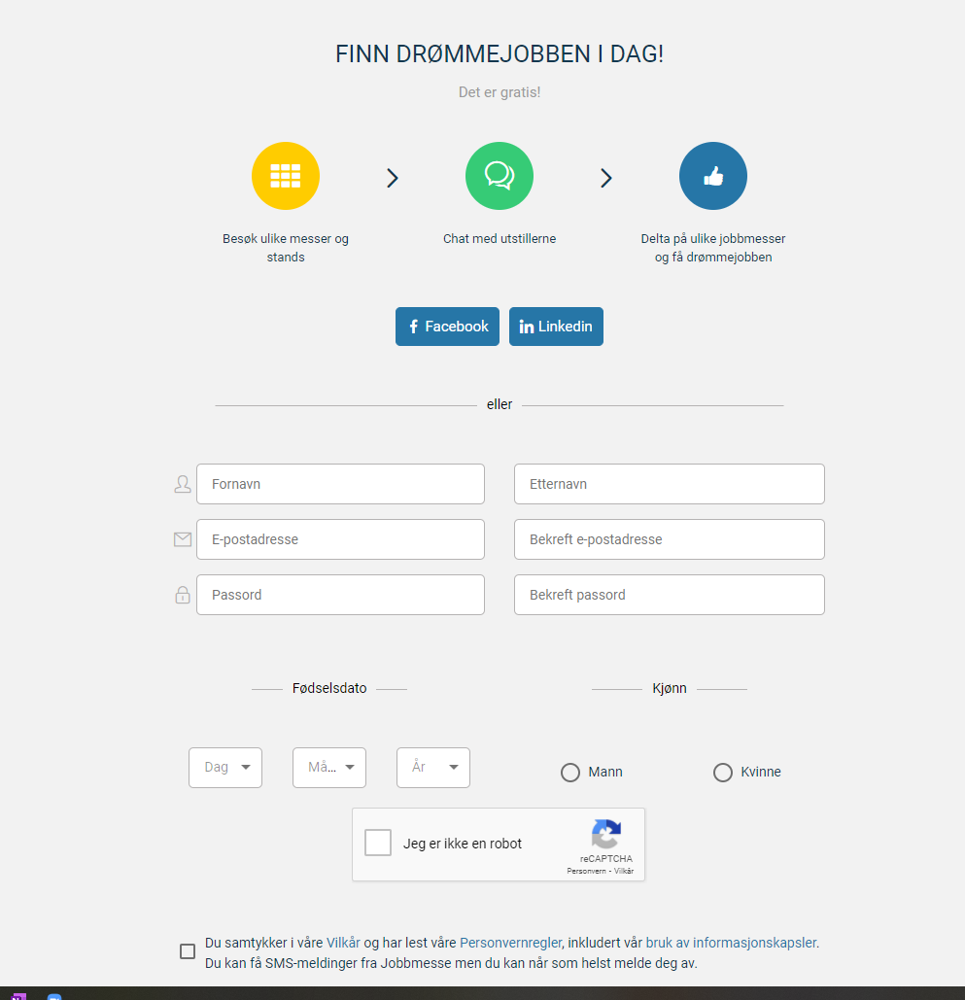 FINN DRØMMEJOBBEN I DAG!
Det er gratis!
Besøk ulike messer og
stands
Chat med utstillerne
Delta på ulike jobbmesser
og få drømmejobben
Facebook
Linkedin
eller
Fornavn
Etternavn
E-postadresse
Bekreft e-postadresse
Passord
Bekreft passord
Fødselsdato
Kjønn
Dag
Må...
År
Mann
Kvinne
Jeg er ikke en robot
reCAPTCHA
Personvern - Vilkår
Du samtykker i våre Vilkår og har lest våre Personvernregler, inkludert vår bruk av informasjonskapsler.
Du kan få SMS-meldinger fra Jobbmesse men du kan når som helst melde deg av.